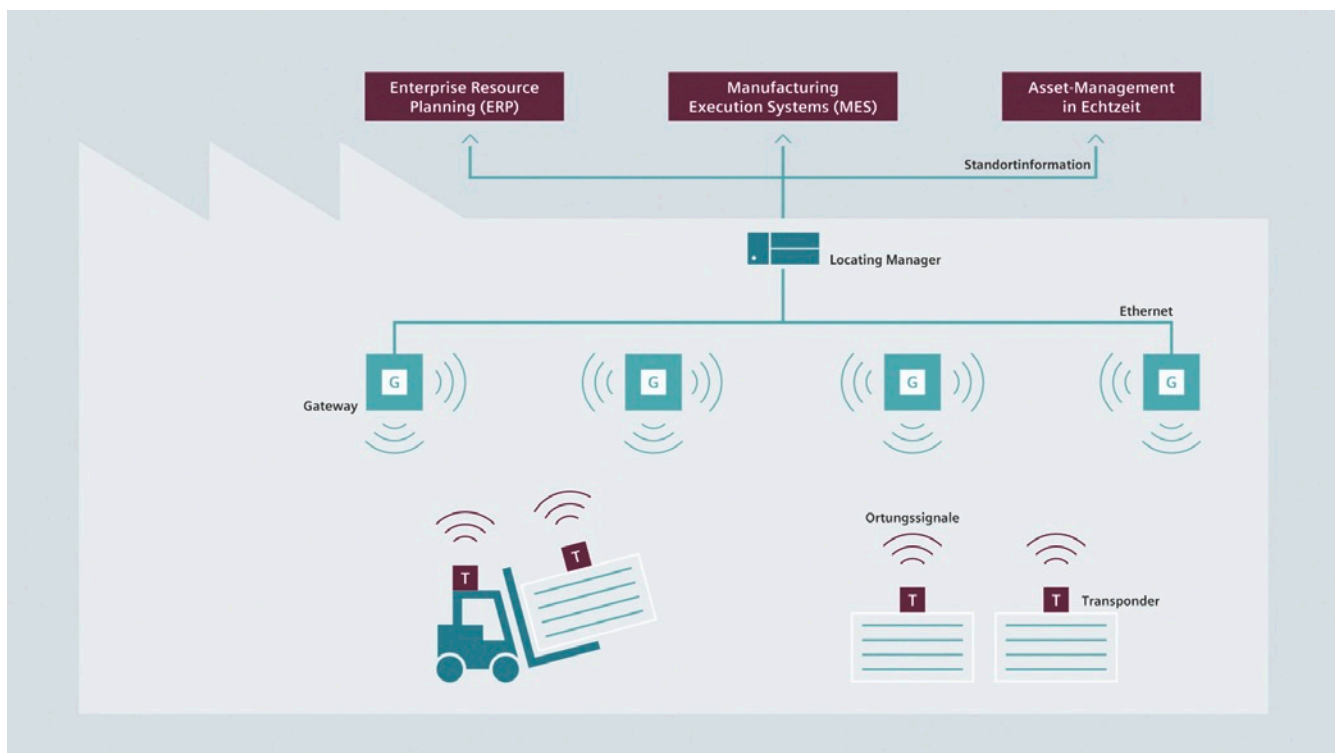 Enterprise Resource
Planning (ERP)
Manufacturing
Execution Systems (MES)
Asset-Management
in Echtzeit
Standortinformation
Locating Manager
Ethernet
G
G
G
G
Gateway
Ortungssignale
T
T
T
T
Transponder